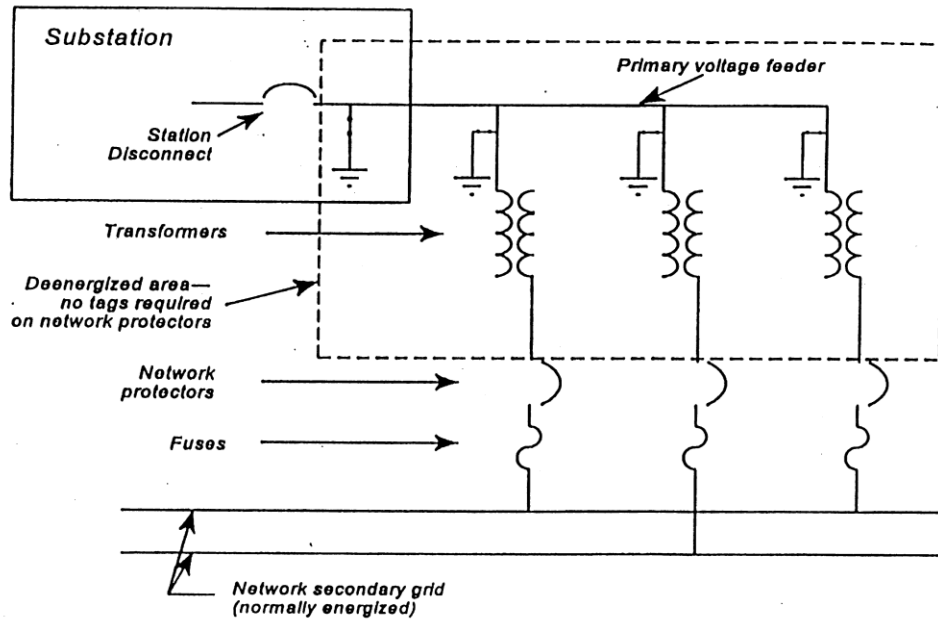 Substation
Primary voltage feeder
Station
Disconnect
Transformers
Deenergized area—
no tags required
on network protectors
Network
protectors
Fuses
Network secondary grid
(normally energized)